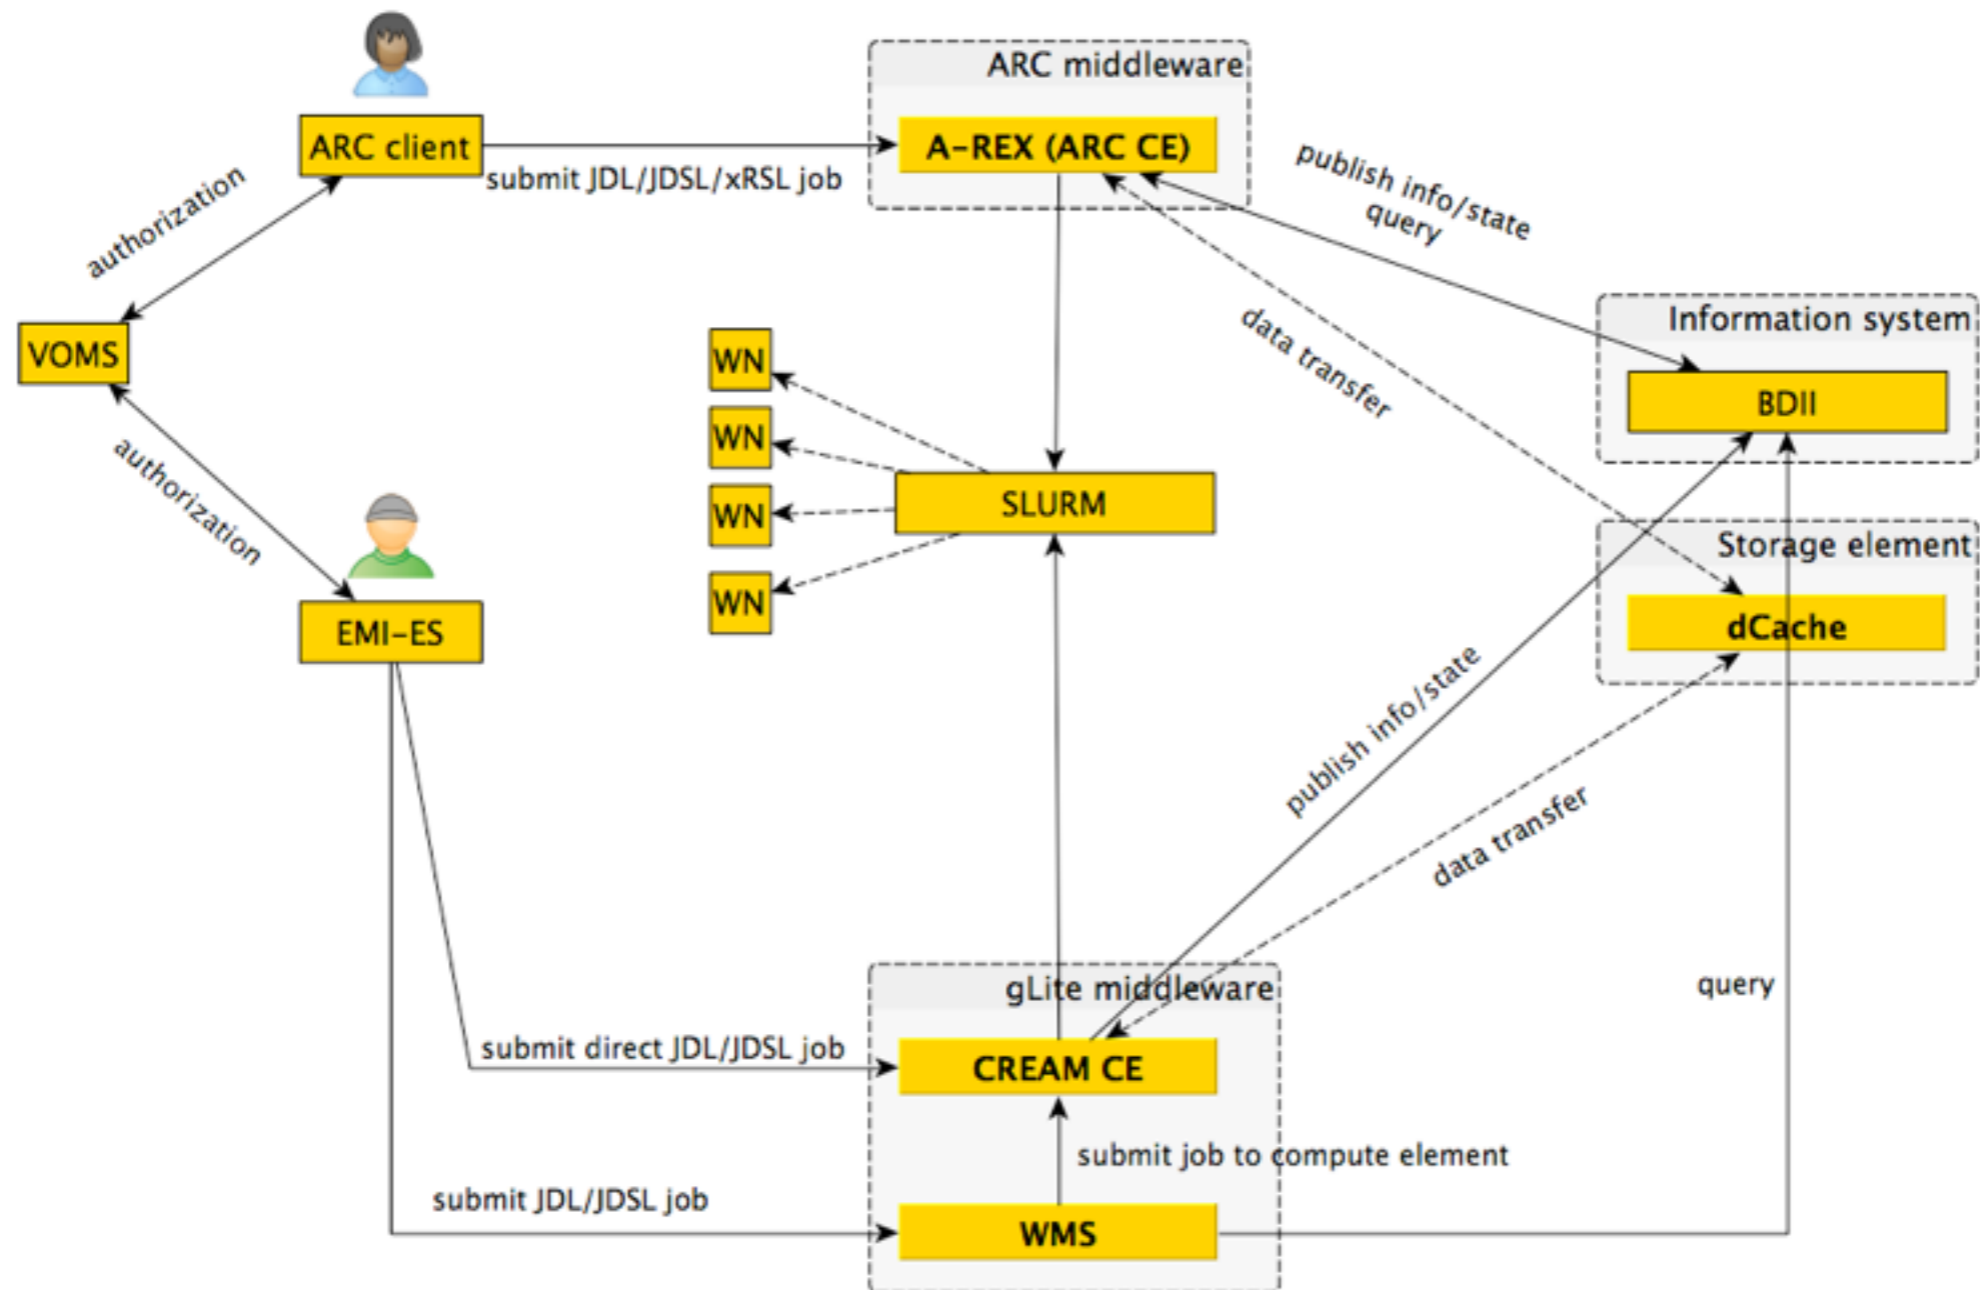 ARC middleware
ARC client
A-REX (ARC CE)
submit JDL/JDSL/xRSL job
publish info/state
query
authorization
VOMS
authorization
data transfer
Information system
BDII
WN
WN
WN
WN
SLURM
Storage element
dCache
EMI-ES
publish info/state
data transfer
query
gLite middleware
submit direct JDL/JDSL job
CREAM CE
submit job to compute element
submit JDL/JDSL job
WMS